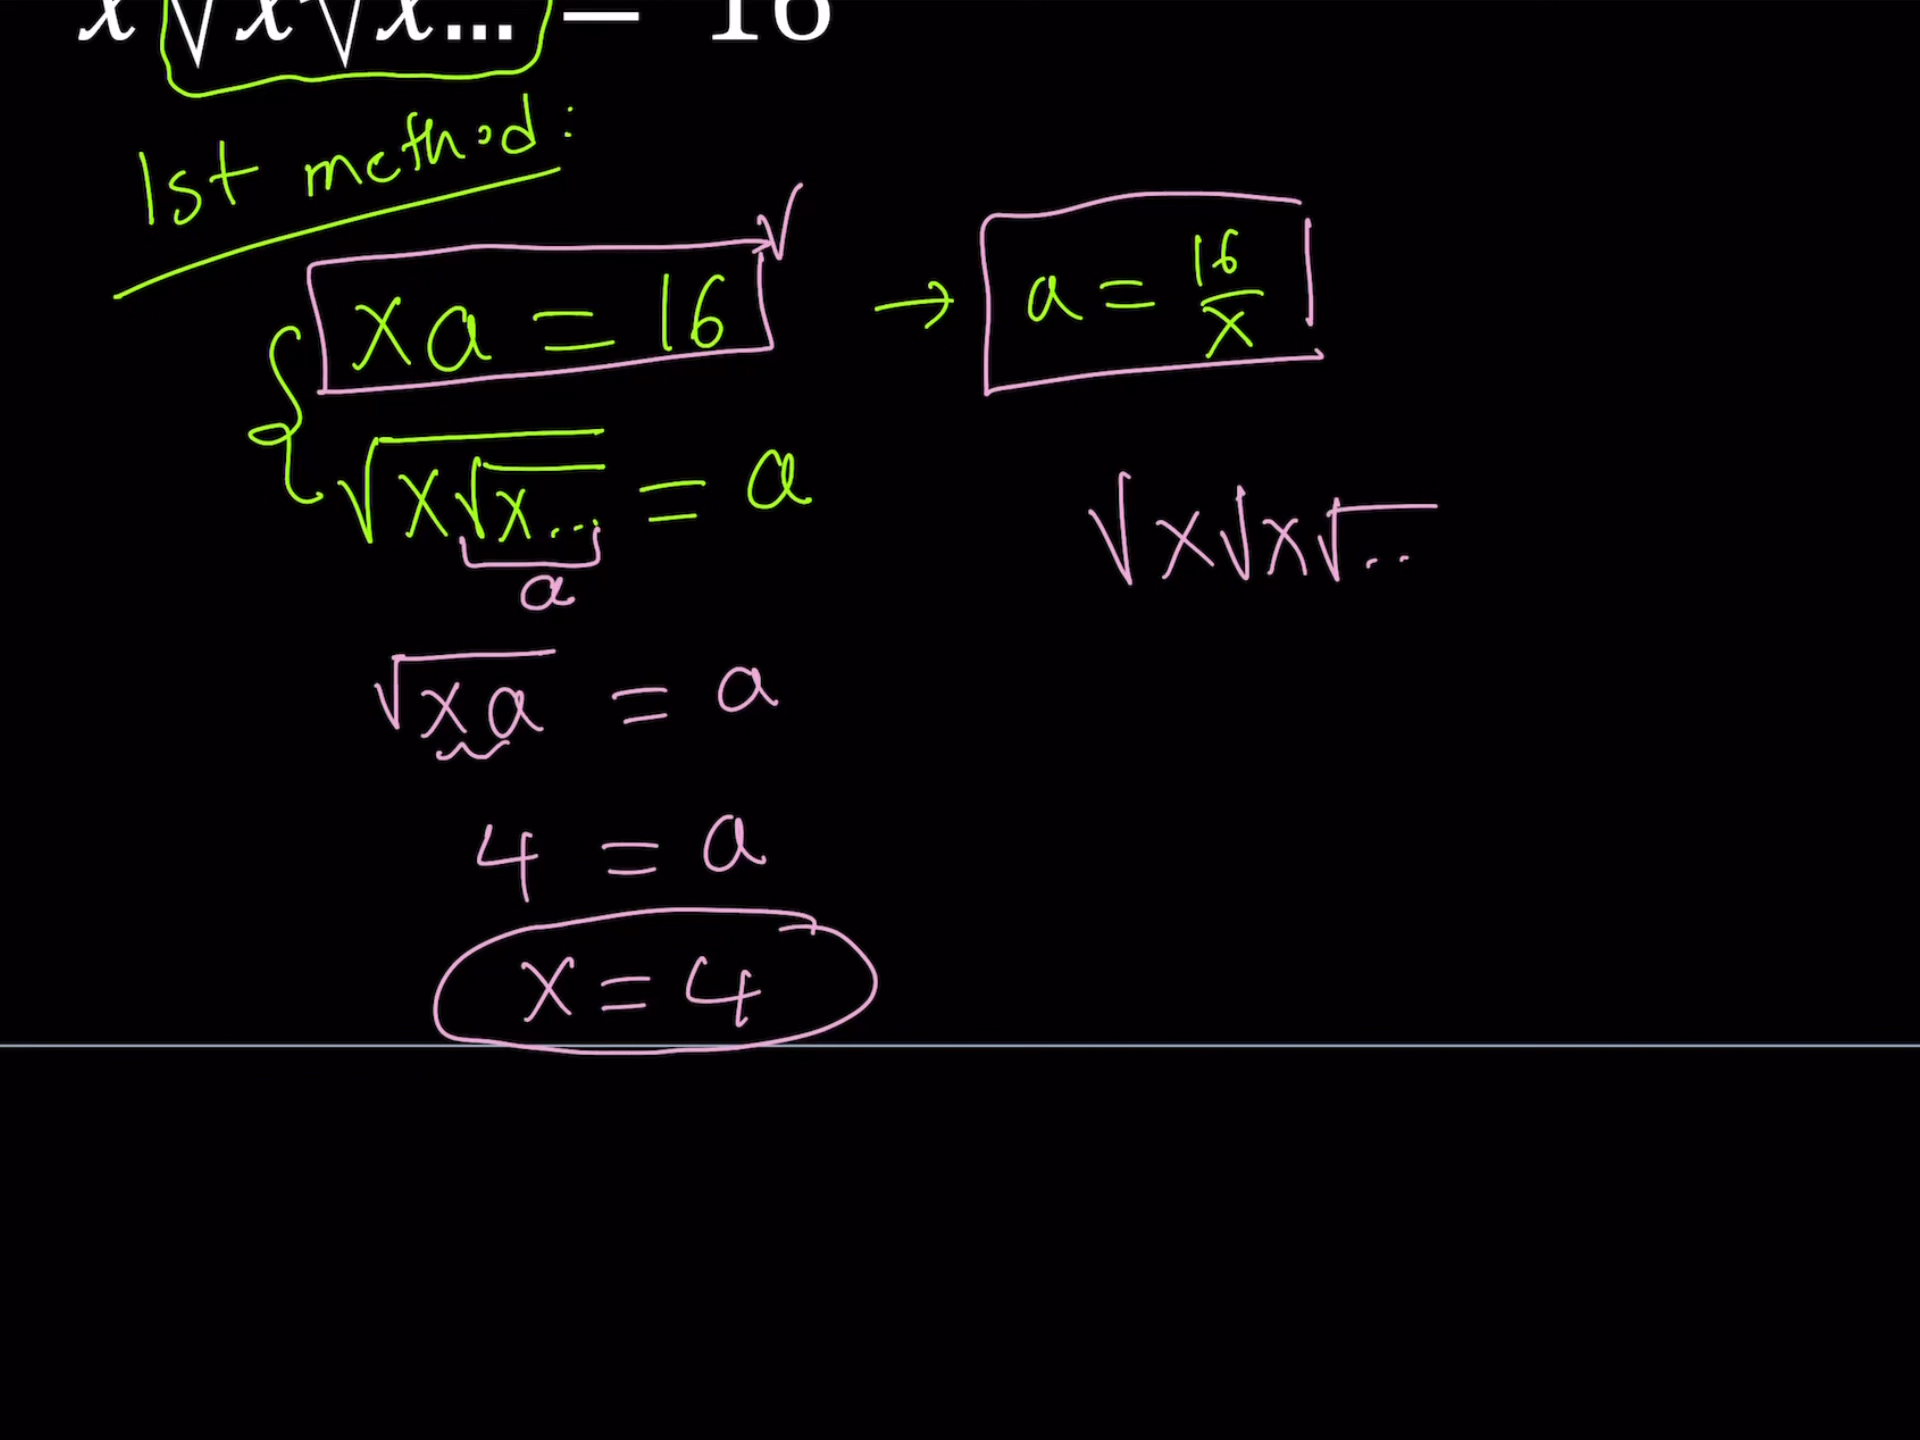 x√x√x... = 16
1st method:
xa = 16 → a = 16/x
√x√x... = a
a
√x√x√...
√xa = a
4 = a
x = 4